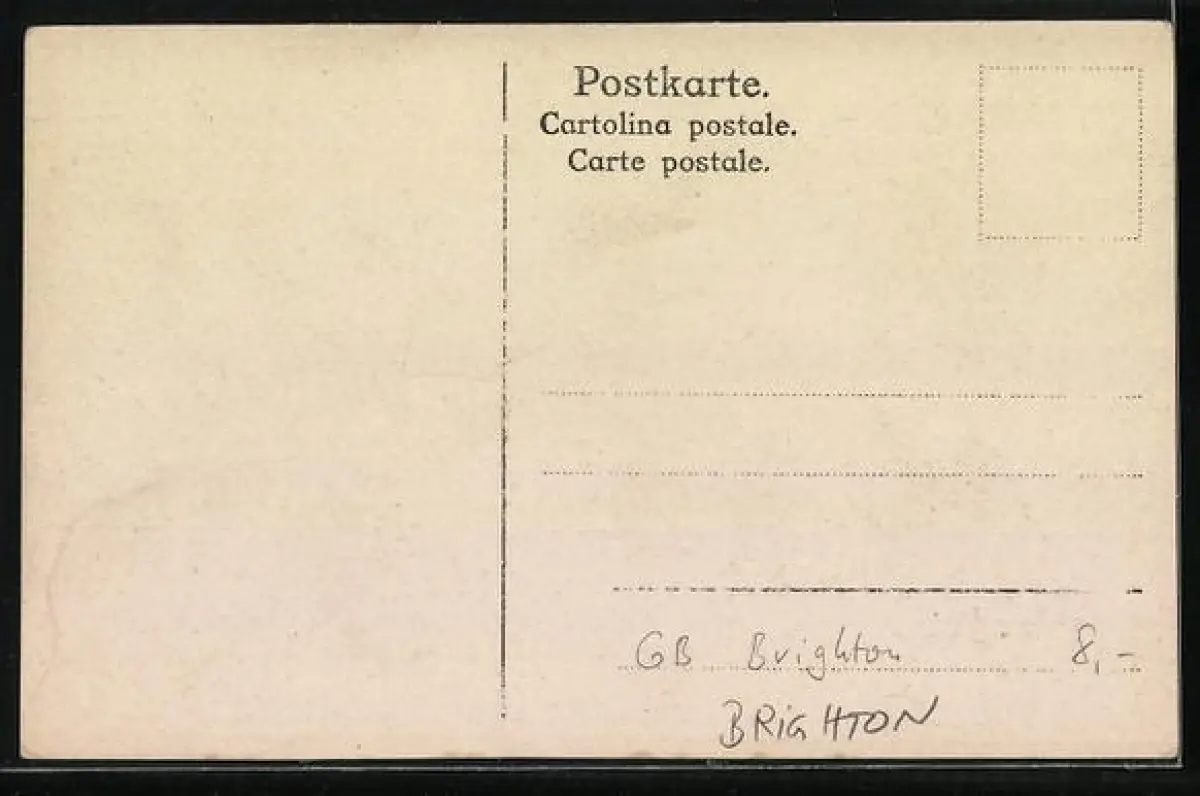 Postkarte.
Cartolina postale.
Carte postale.
GB Brighton 8,-
BRIGHTON